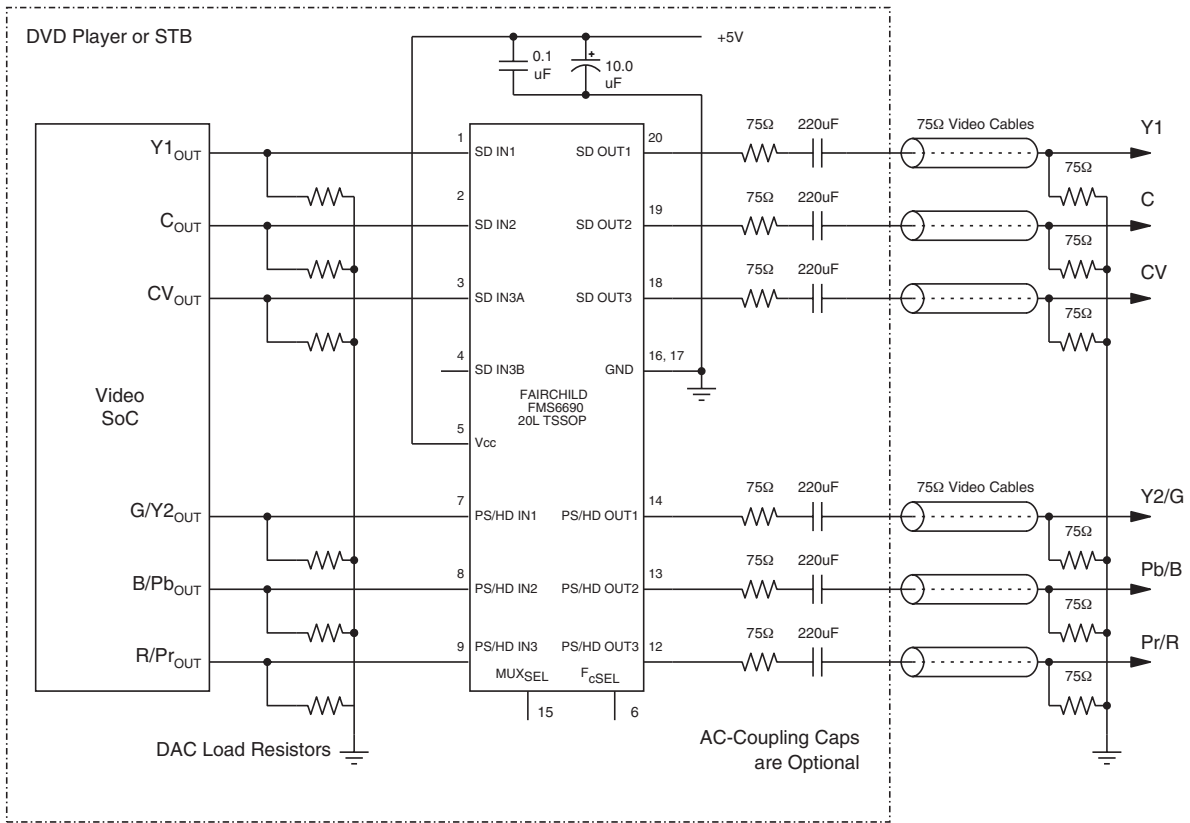 DVD Player or STB
+5V
0.1
uF
+
10.0
uF
75Ω 220uF 75Ω Video Cables Y1
Y1OUT 1 SD IN1 SD OUT1 20
75Ω
2 19 75Ω 220uF C
COUT SD IN2 SD OUT2
75Ω
3 18 75Ω 220uF CV
CVOUT SD IN3A SD OUT3
75Ω
4 SD IN3B GND 16, 17
Video
SoC
FAIRCHILD
FMS6690
20L TSSOP
5 Vcc
75Ω 220uF 75Ω Video Cables Y2/G
G/Y2OUT 7 PS/HD IN1 PS/HD OUT1 14
75Ω
75Ω 220uF Pb/B
B/PbOUT 8 PS/HD IN2 PS/HD OUT2 13
75Ω
75Ω 220uF Pr/R
R/PrOUT 9 PS/HD IN3 PS/HD OUT3 12
75Ω
MUXSEL FcSEL
15 6
DAC Load Resistors
AC-Coupling Caps
are Optional